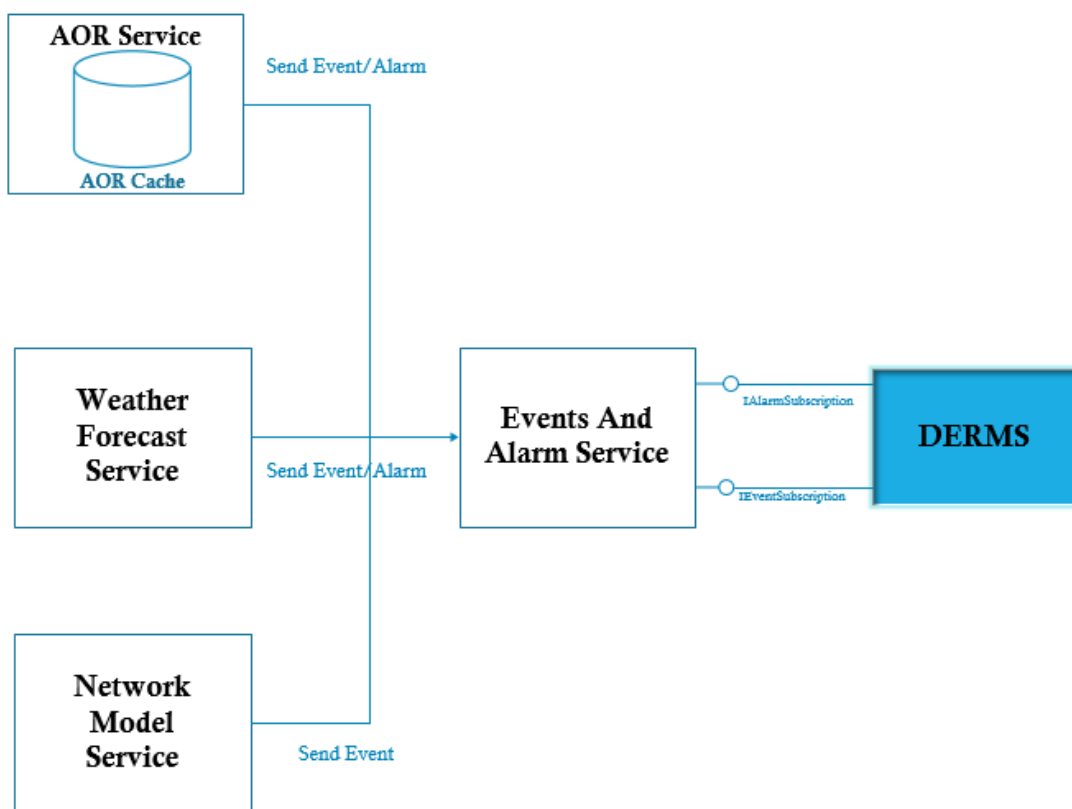 AOR Service
Send Event/Alarm
AOR Cache
Weather
Forecast
Service
Send Event/Alarm
Events And
Alarm Service
IAlarmSubscription
IEventSubscription
DERMS
Network
Model
Service
Send Event